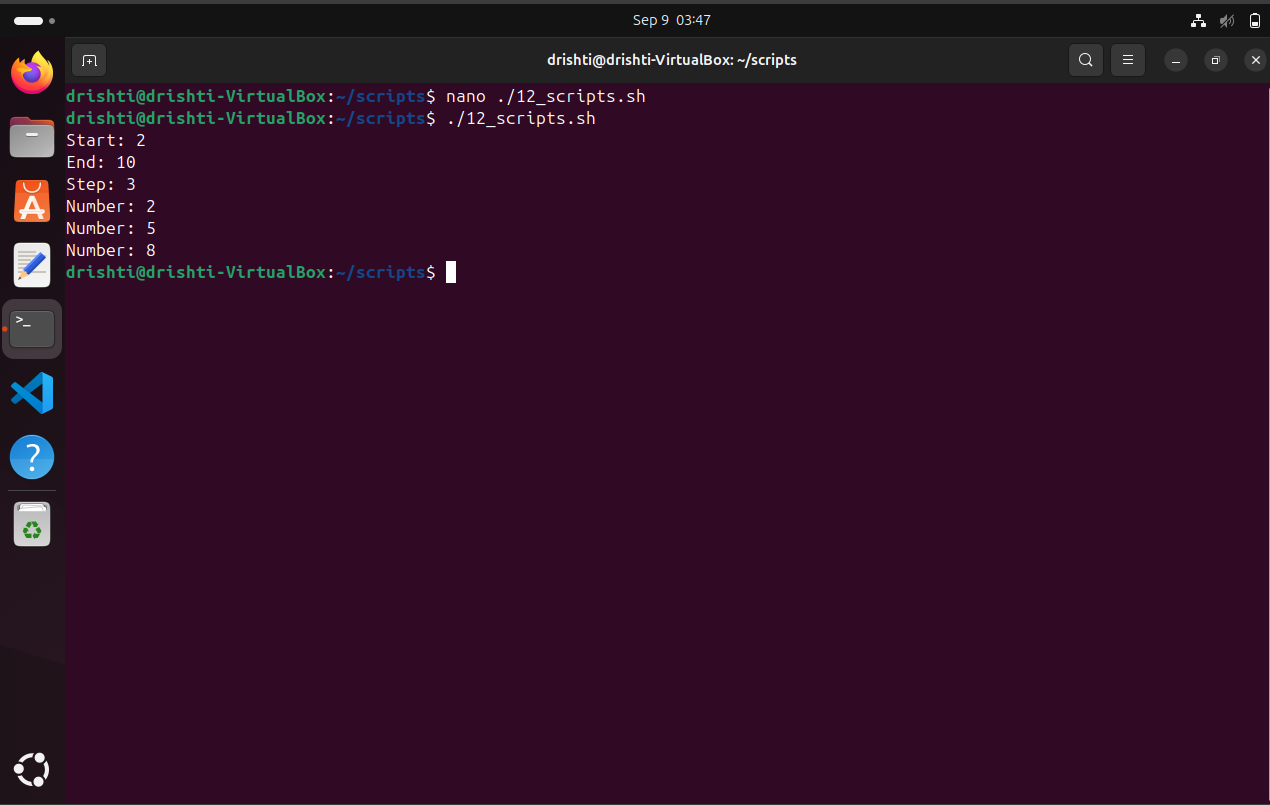 Sep 9 03:47
drishti@drishti-VirtualBox: ~/scripts
drishti@drishti-VirtualBox:~/scripts$ nano ./12_scripts.sh
drishti@drishti-VirtualBox:~/scripts$ ./12_scripts.sh
Start: 2
End: 10
Step: 3
Number: 2
Number: 5
Number: 8
drishti@drishti-VirtualBox:~/scripts$